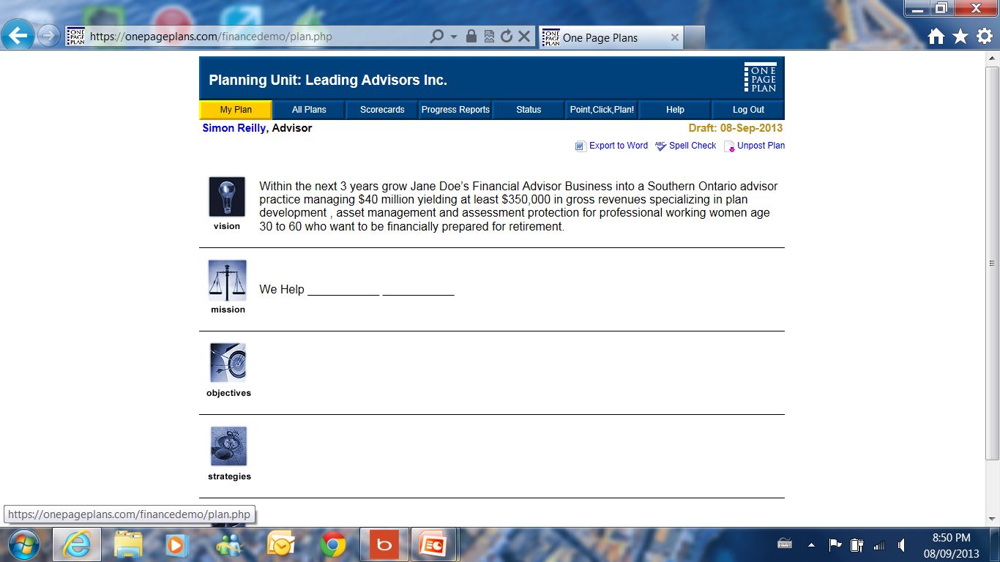 https://onepageplans.com/financedemo/plan.php
ONE PAGE PLAN
One Page Plans
Planning Unit: Leading Advisors Inc.
ONE
PAGE
PLAN
My Plan
All Plans
Scorecards
Progress Reports
Status
Point,Click,Plan!
Help
Log Out
Simon Reilly, Advisor
Draft: 08-Sep-2013
Export to Word
Spell Check
Unpost Plan
Within the next 3 years grow Jane Doe’s Financial Advisor Business into a Southern Ontario advisor
practice managing $40 million yielding at least $350,000 in gross revenues specializing in plan
development , asset management and assessment protection for professional working women age
30 to 60 who want to be financially prepared for retirement.
vision
We Help ___________ ___________
mission
objectives
strategies
https://onepageplans.com/financedemo/plan.php
8:50 PM
08/09/2013